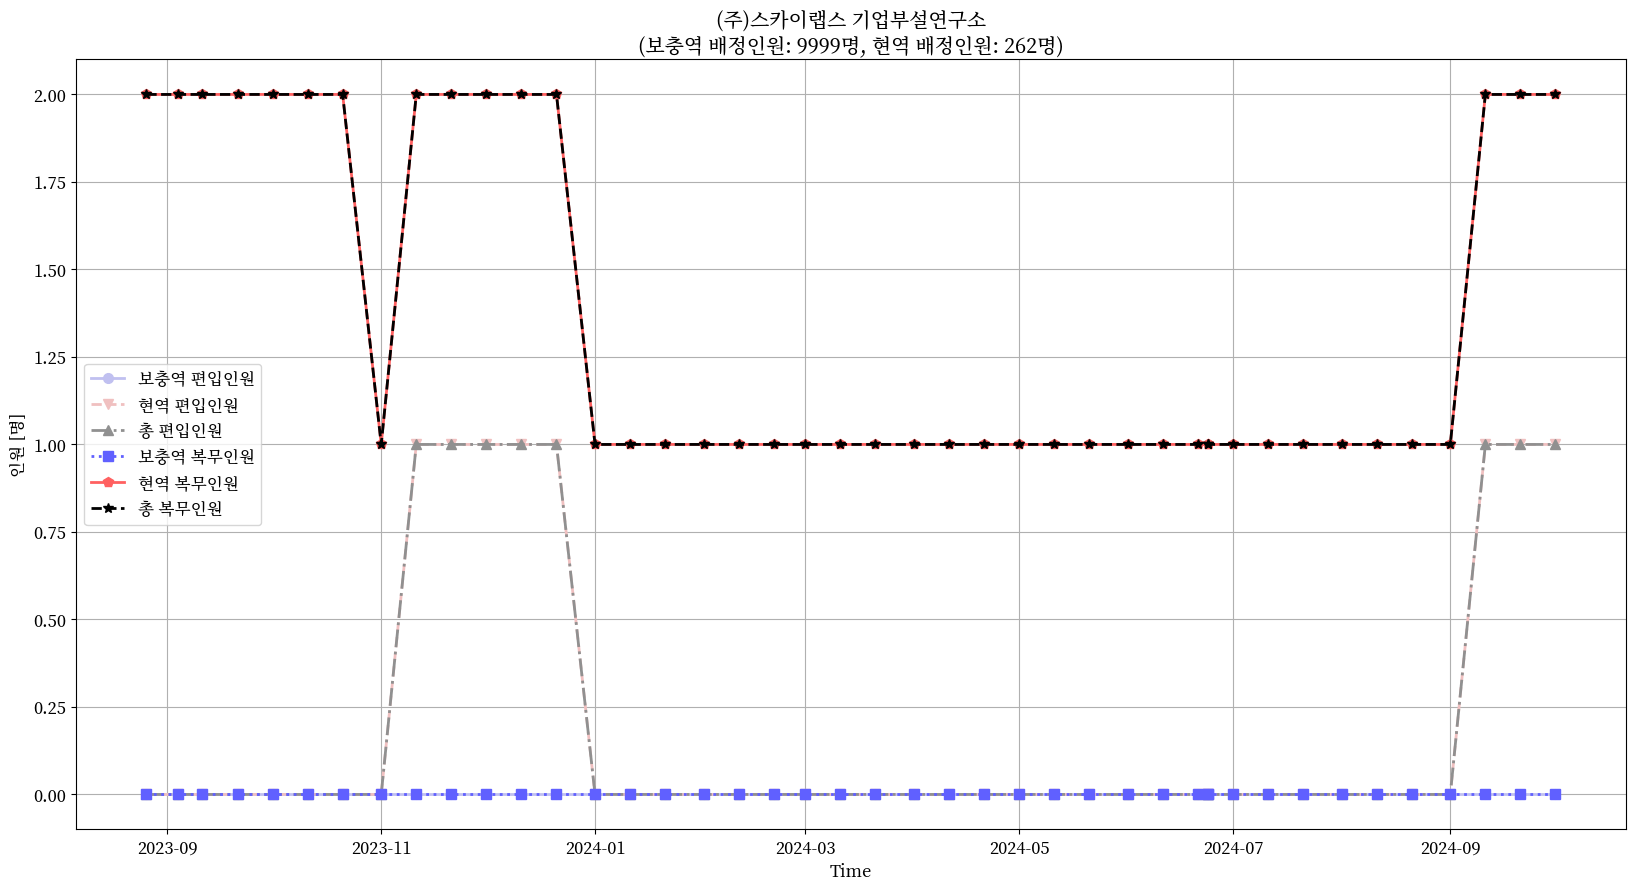 (주)스카이랩스 기업부설연구소
(보충역 배정인원: 9999명, 현역 배정인원: 262명)
인원 [명]
2.00
1.75
1.50
1.25
1.00
0.75
0.50
0.25
0.00
보충역 편입인원
현역 편입인원
총 편입인원
보충역 복무인원
현역 복무인원
총 복무인원
2023-09
2023-11
2024-01
2024-03
2024-05
2024-07
2024-09
Time